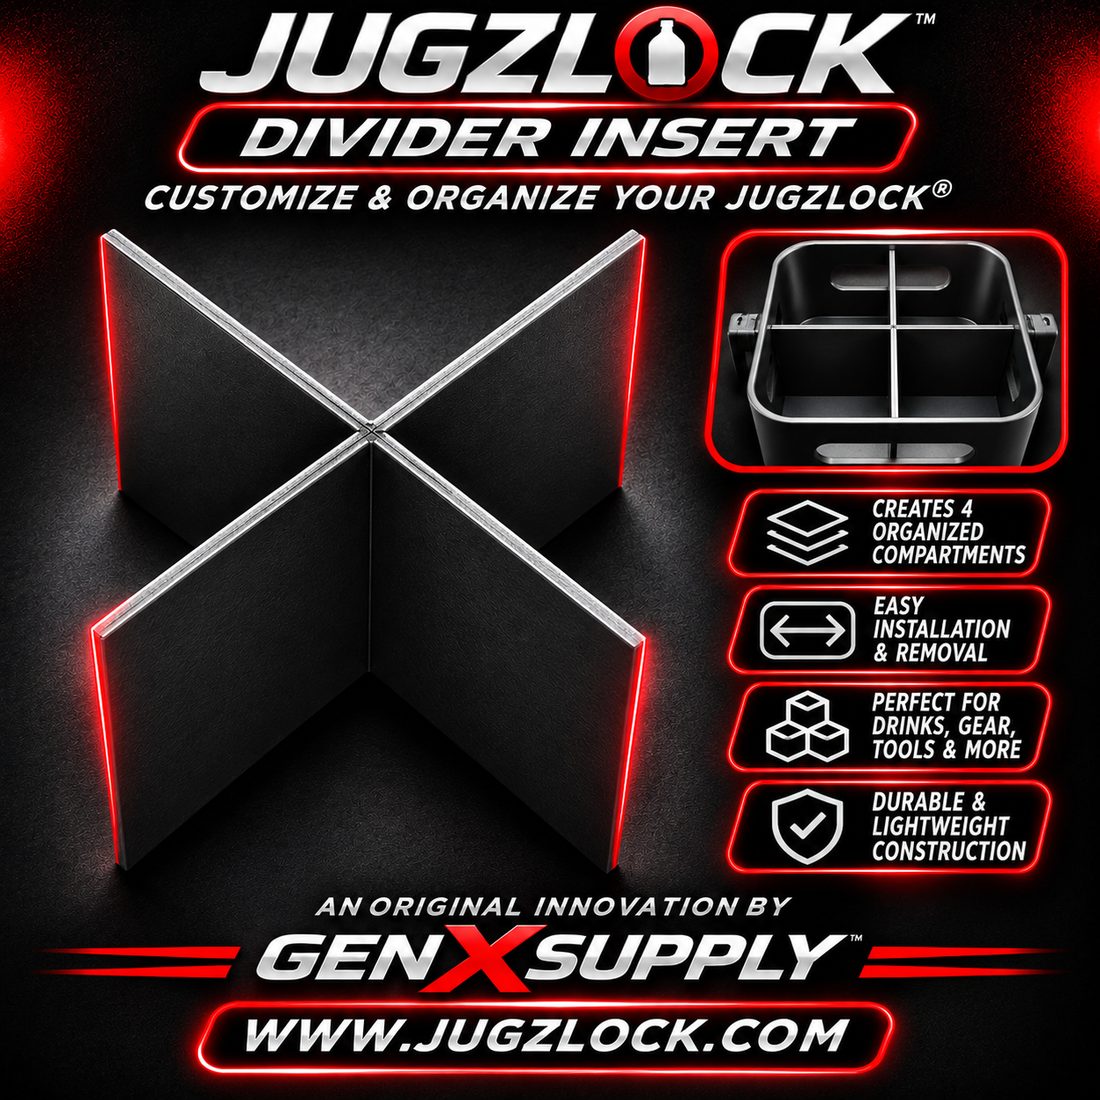 JUGZLOCK™
DIVIDER INSERT
CUSTOMIZE & ORGANIZE YOUR JUGZLOCK®
CREATES 4
ORGANIZED
COMPARTMENTS
EASY
INSTALLATION
& REMOVAL
PERFECT FOR
DRINKS, GEAR,
TOOLS & MORE
DURABLE &
LIGHTWEIGHT
CONSTRUCTION
AN ORIGINAL INNOVATION BY
GENXSUPPLY™
WWW.JUGZLOCK.COM